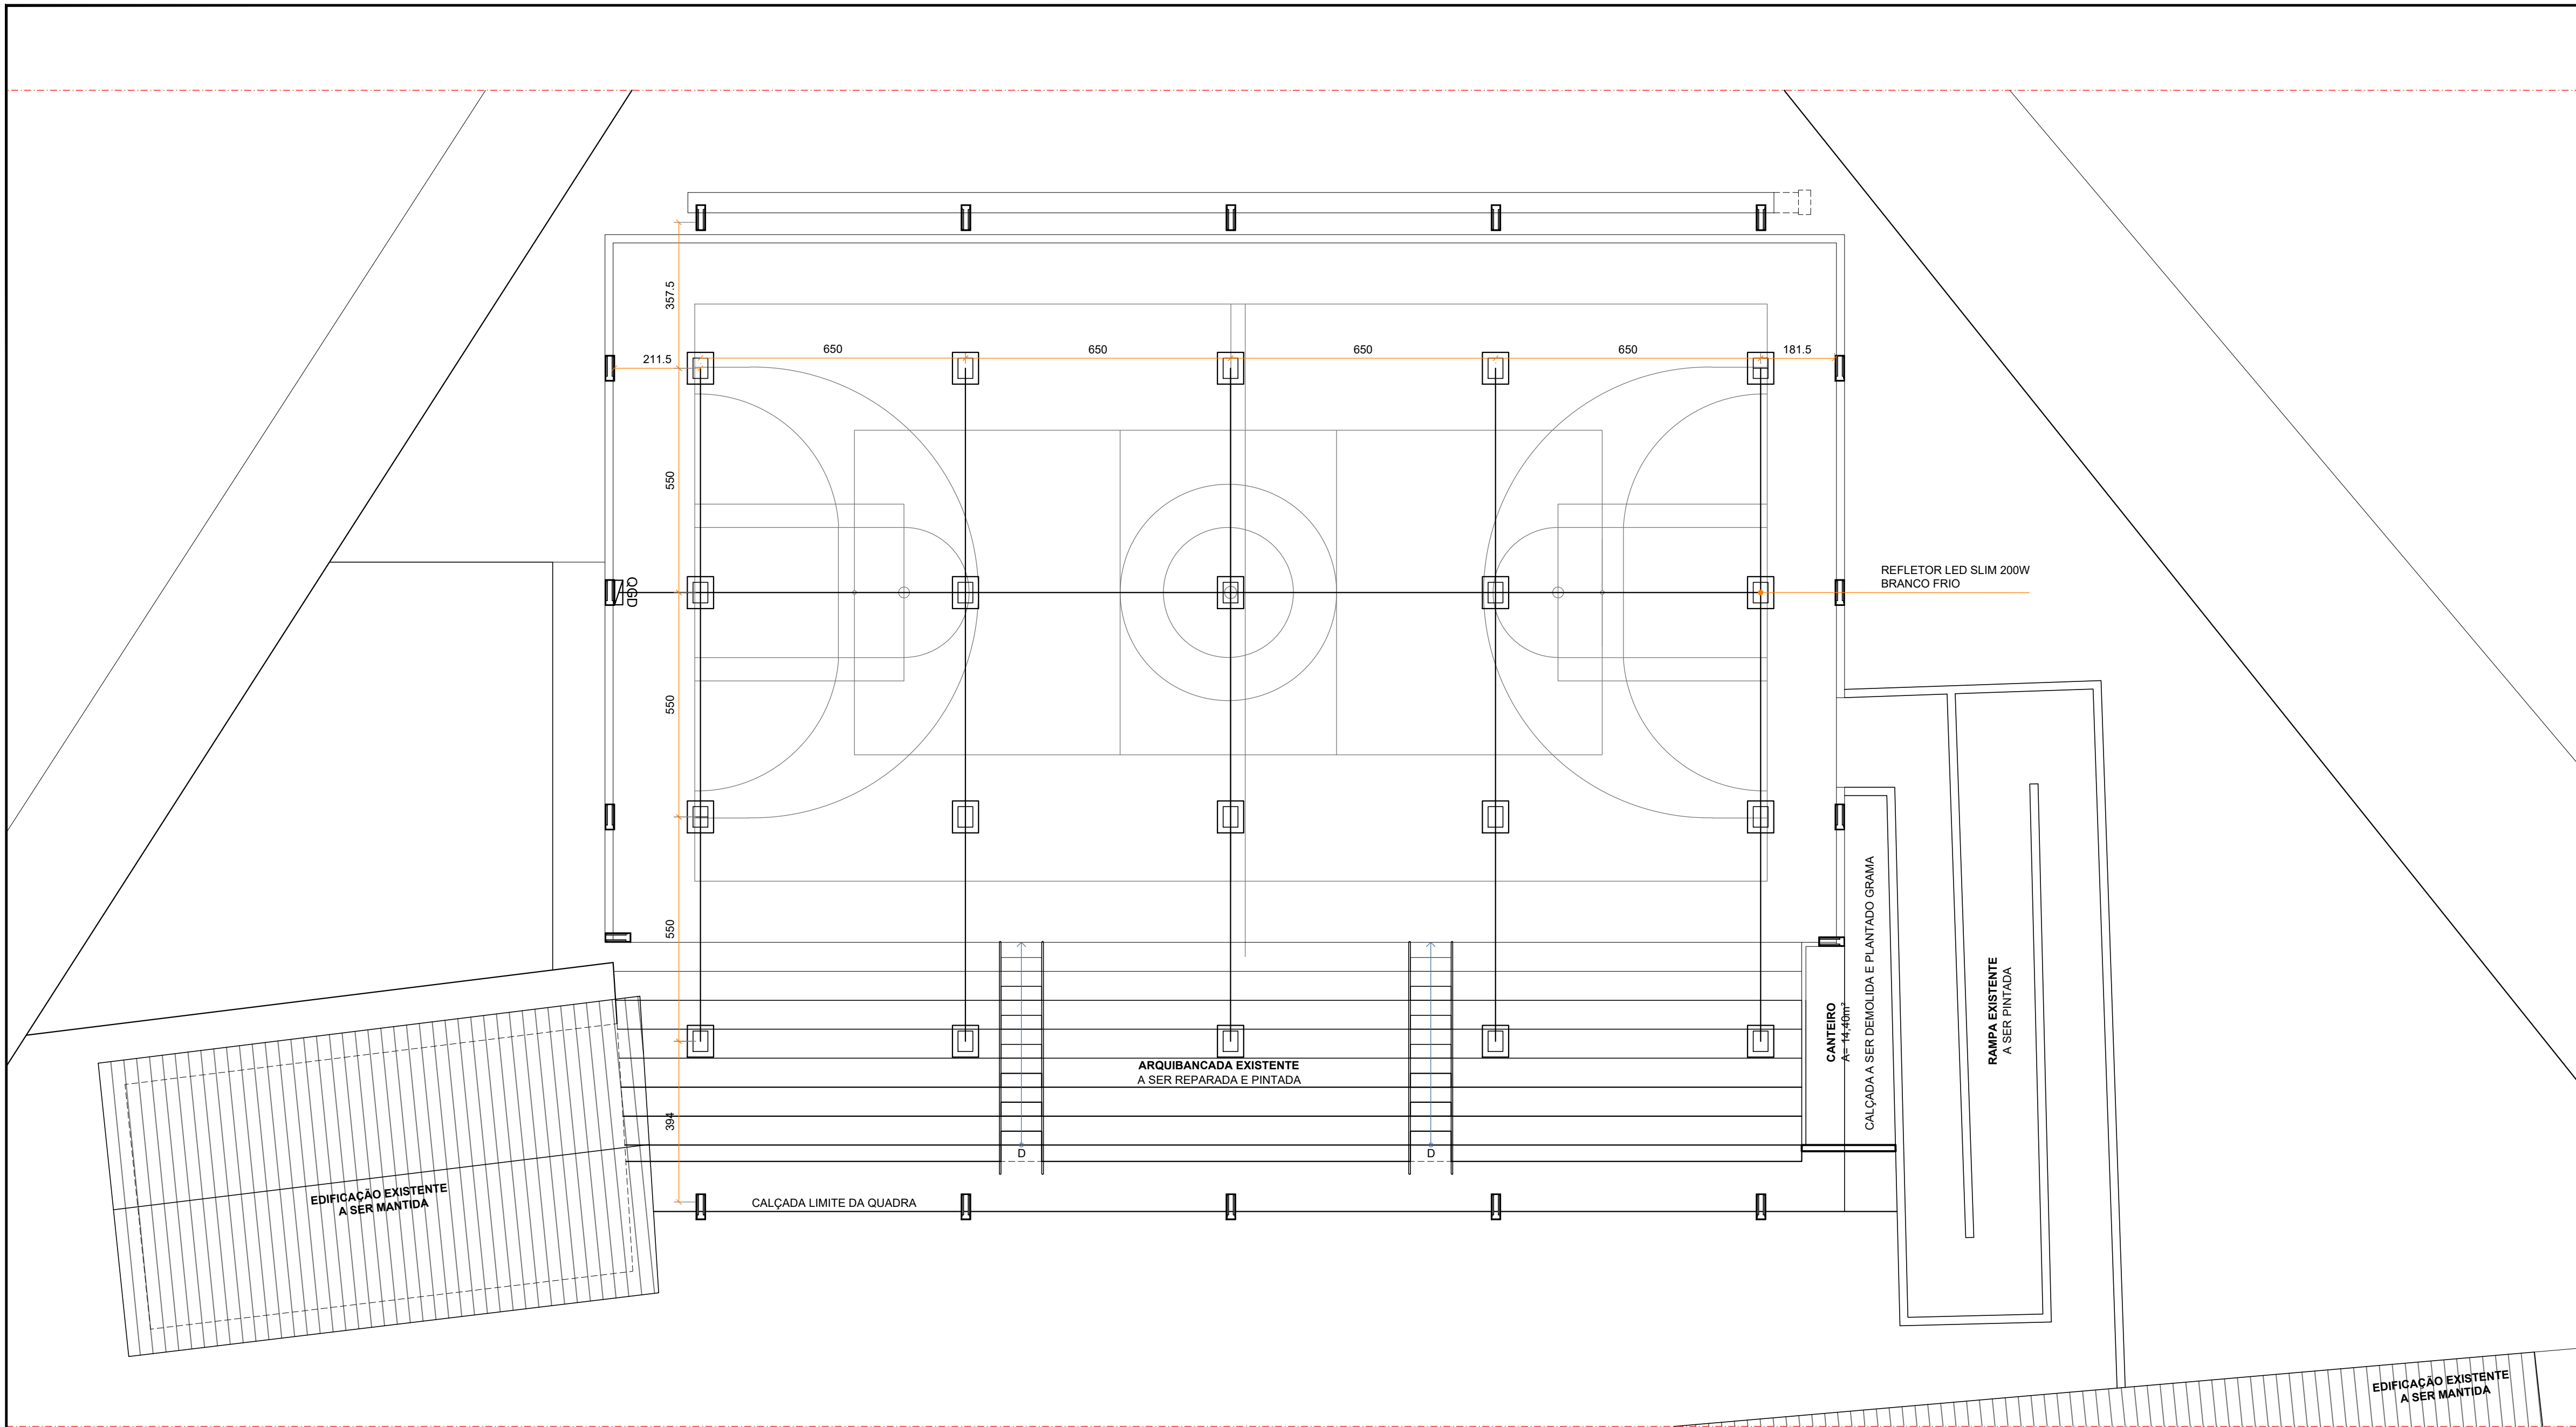 357.5
650
650
650
650
211.5
181.5
550
QGD
REFLETOR LED SLIM 200W
BRANCO FRIO
550
550
CALÇADA A SER DEMOLIDA E PLANTADO GRAMA
CANTEIRO
A= 14,40m²
RAMPA EXISTENTE
A SER PINTADA
ARQUIBANCADA EXISTENTE
A SER REPARADA E PINTADA
394
D
D
EDIFICAÇÃO EXISTENTE
A SER MANTIDA
CALÇADA LIMITE DA QUADRA
EDIFICAÇÃO EXISTENTE
A SER MANTIDA